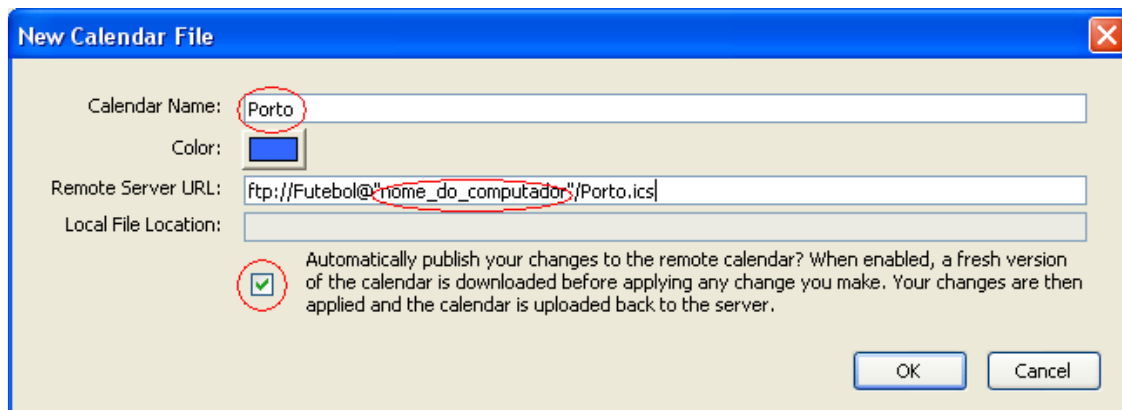 New Calendar File
Calendar Name: Porto
Color:
Remote Server URL: ftp://Futebol@"nome_do_computador"/Porto.ics
Local File Location:
Automatically publish your changes to the remote calendar? When enabled, a fresh version
of the calendar is downloaded before applying any change you make. Your changes are then
applied and the calendar is uploaded back to the server.
OK Cancel